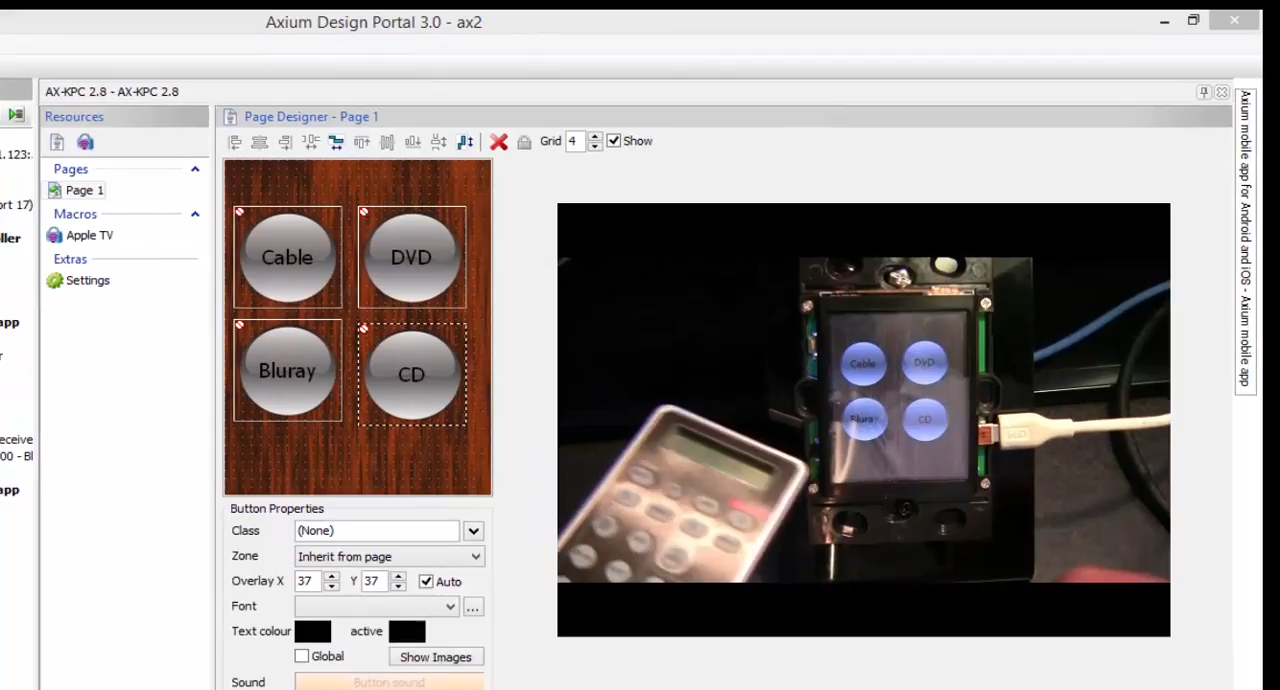 Axium Design Portal 3.0 - ax2
AX-KPC 2.8 - AX-KPC 2.8
Resources
Page Designer - Page 1
Grid 4 Show
1.123:
Pages
Page 1
Macros
Apple TV
Extras
Settings
ort 17)
ller
app
r
eceive
00 - Bl
app
Cable
DVD
Bluray
CD
Button Properties
Class (None)
Zone Inherit from page
Overlay X 37 Y 37 Auto
Font ...
Text colour active
Global Show Images
Sound Button sound
Cable DVD
Bluray CD
Axium mobile app for Android and iOS - Axium mobile app